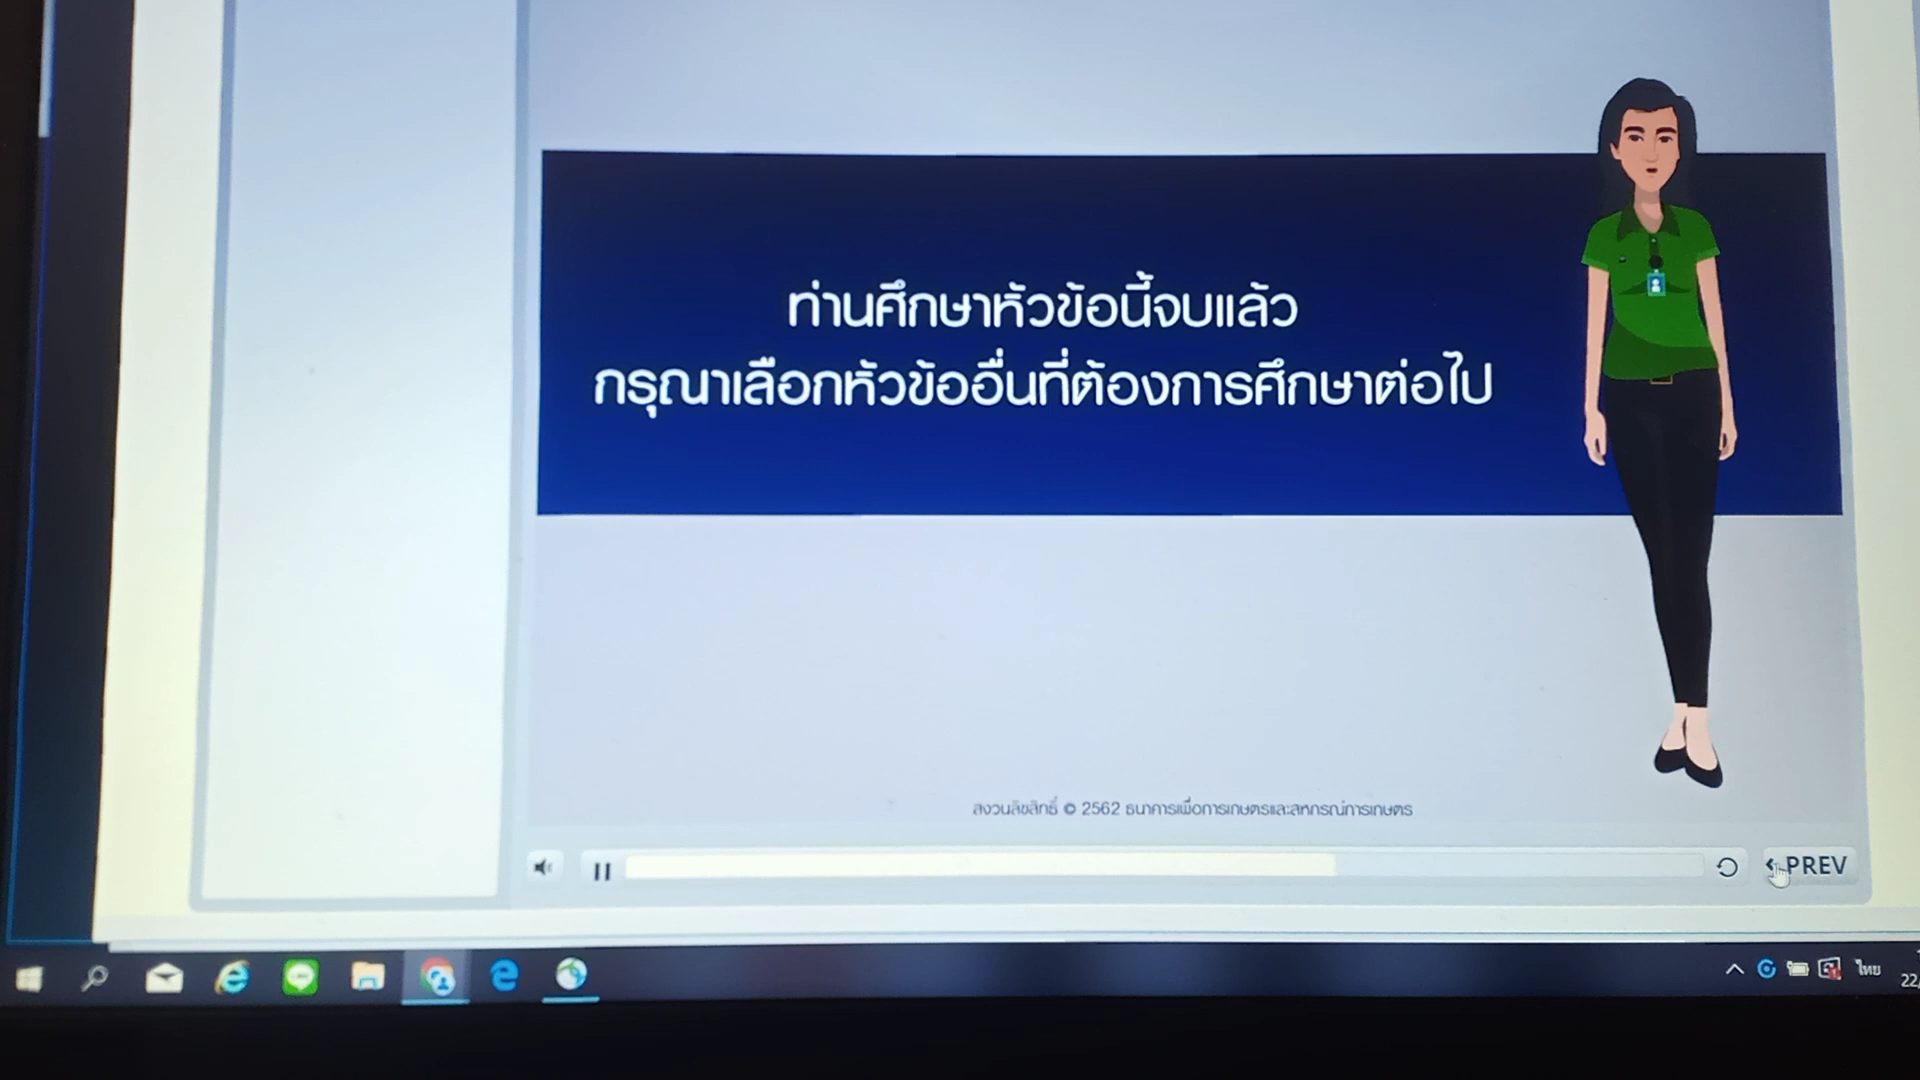 ท่านศึกษาหัวข้อนี้จบแล้ว
กรุณาเลือกหัวข้ออื่นที่ต้องการศึกษาต่อไป
สงวนลิขสิทธิ์ © 2562 ธนาคารเพื่อการเกษตรและสหกรณ์การเกษตร
PREV
ไทย
22/